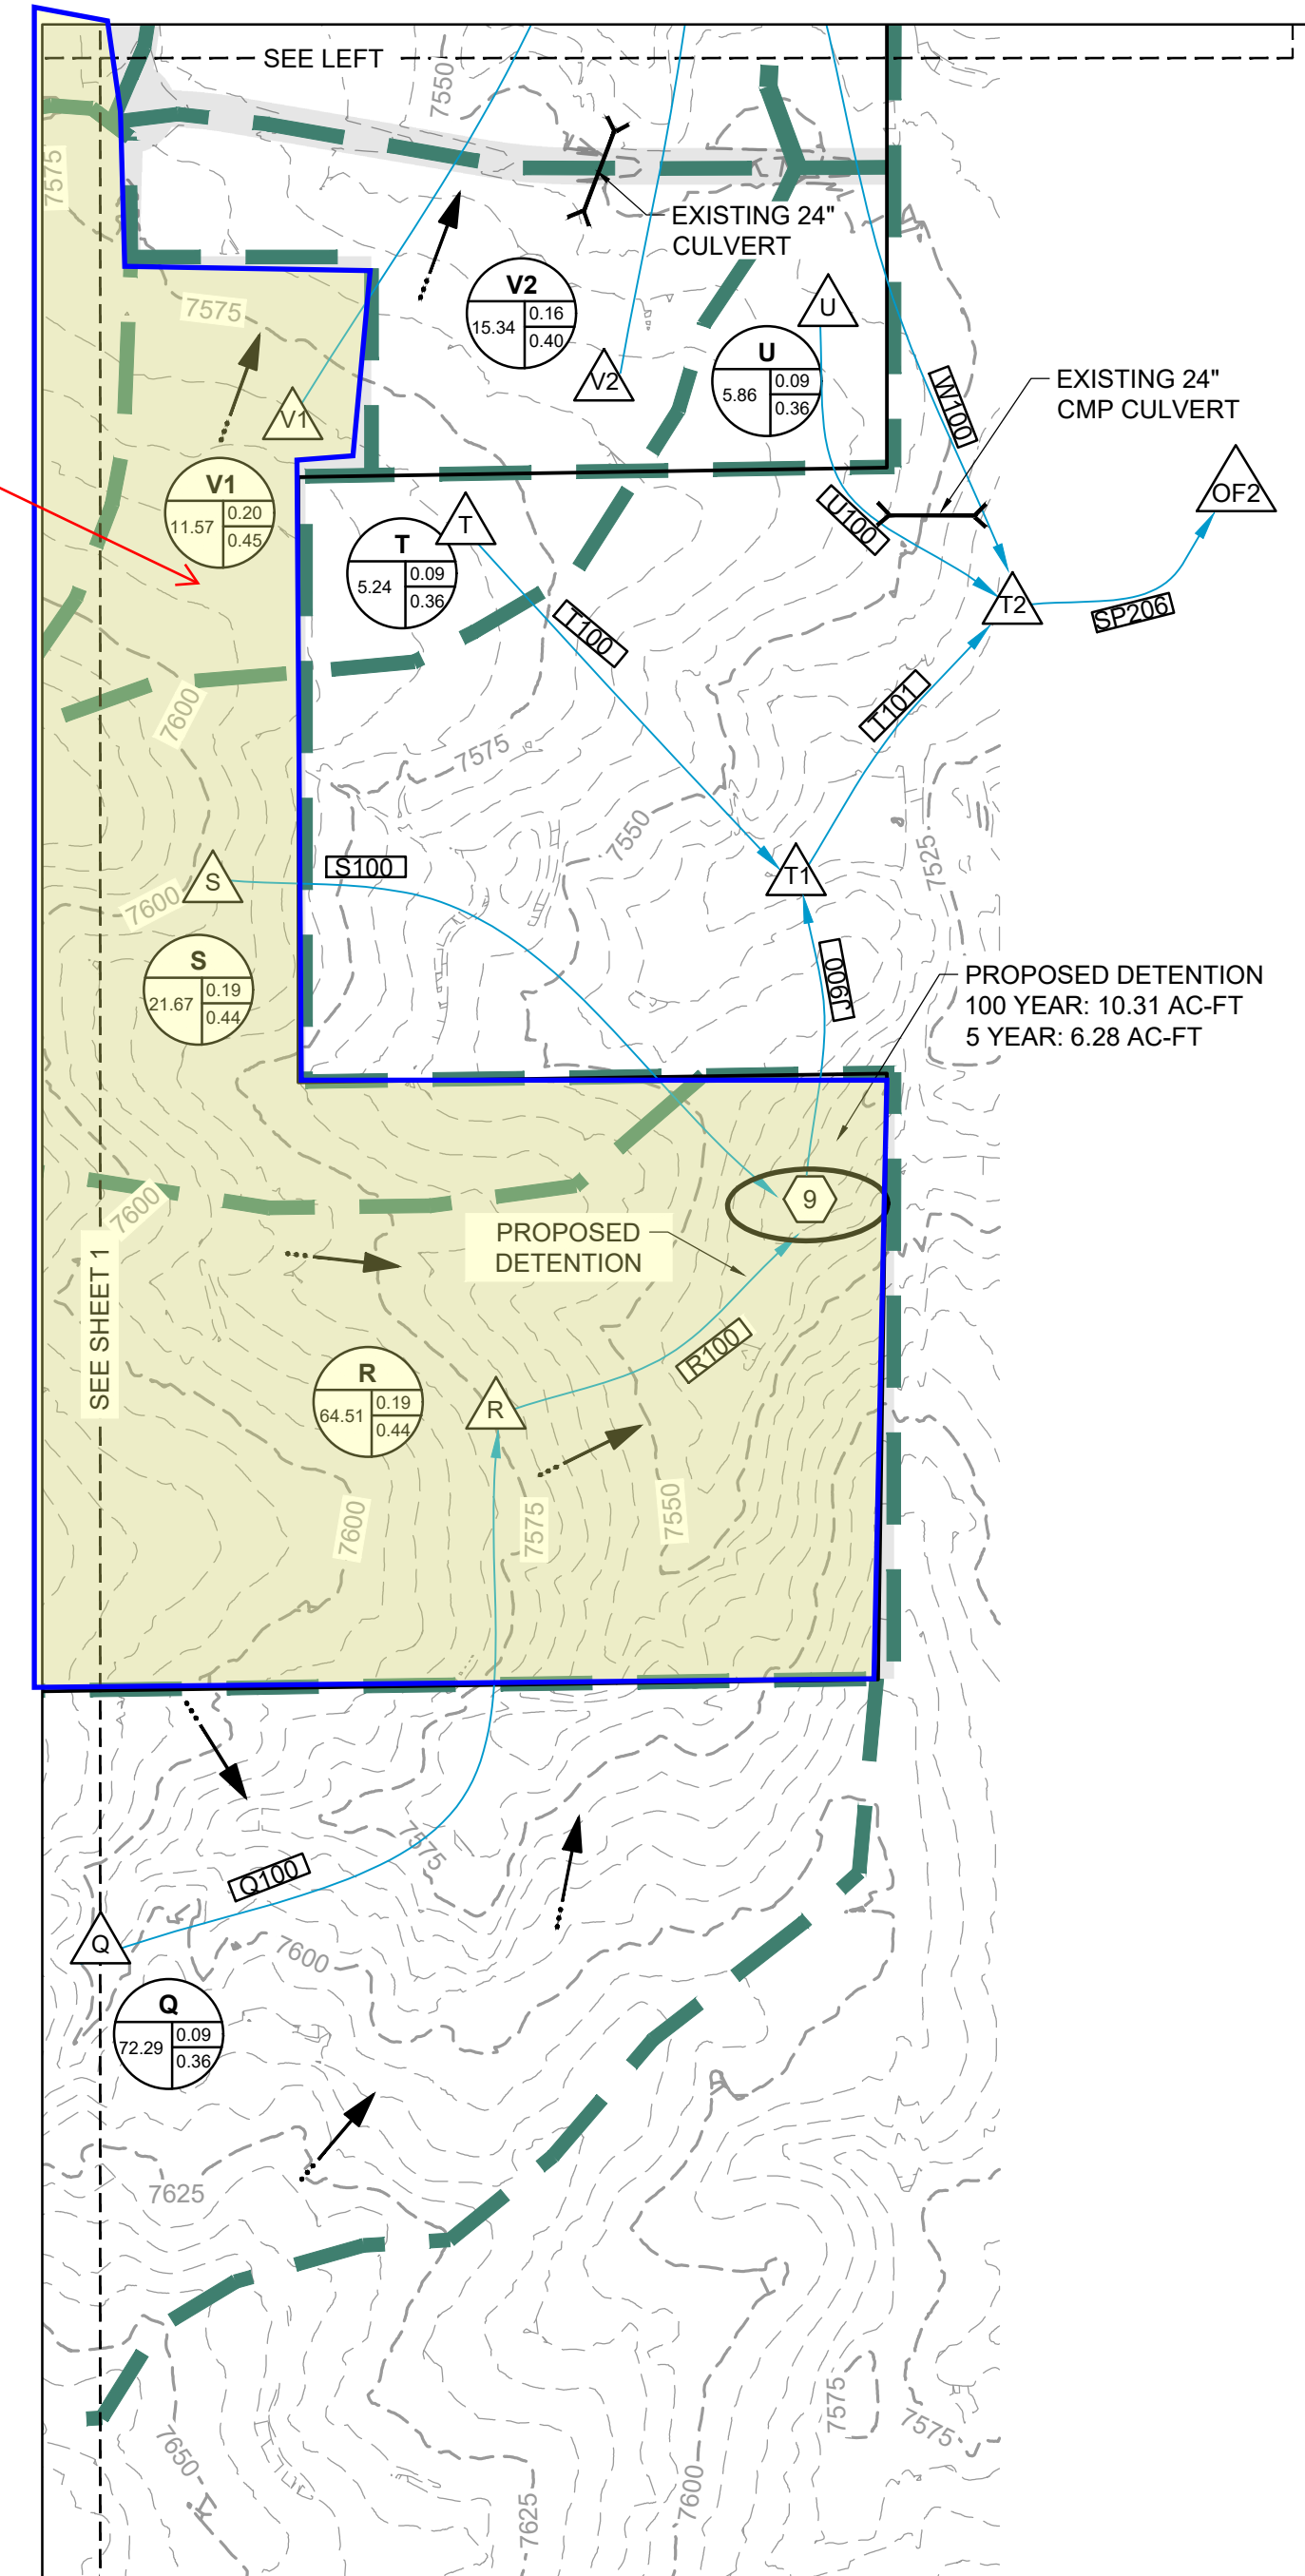 SEE LEFT
7550
7575
EXISTING 24"
CULVERT
7575
V2
15.34
0.16
0.40
U
V2
U
5.86
0.09
0.36
EXISTING 24"
CMP CULVERT
W100
V1
OF2
V1
11.57
0.20
0.45
U100
T
T
5.24
0.09
0.36
T2
SP206
T100
7600
T101
7575
7550
7525
S100
T1
S
7600
S
21.67
0.19
0.44
J900
PROPOSED DETENTION
100 YEAR: 10.31 AC-FT
5 YEAR: 6.28 AC-FT
7600
9
PROPOSED
DETENTION
SEE SHEET 1
R100
R
64.51
0.19
0.44
R
7600
7575
7550
7575
Q100
Q
7600
Q
72.29
0.09
0.36
7625
7575
7575
7650
7625
7600